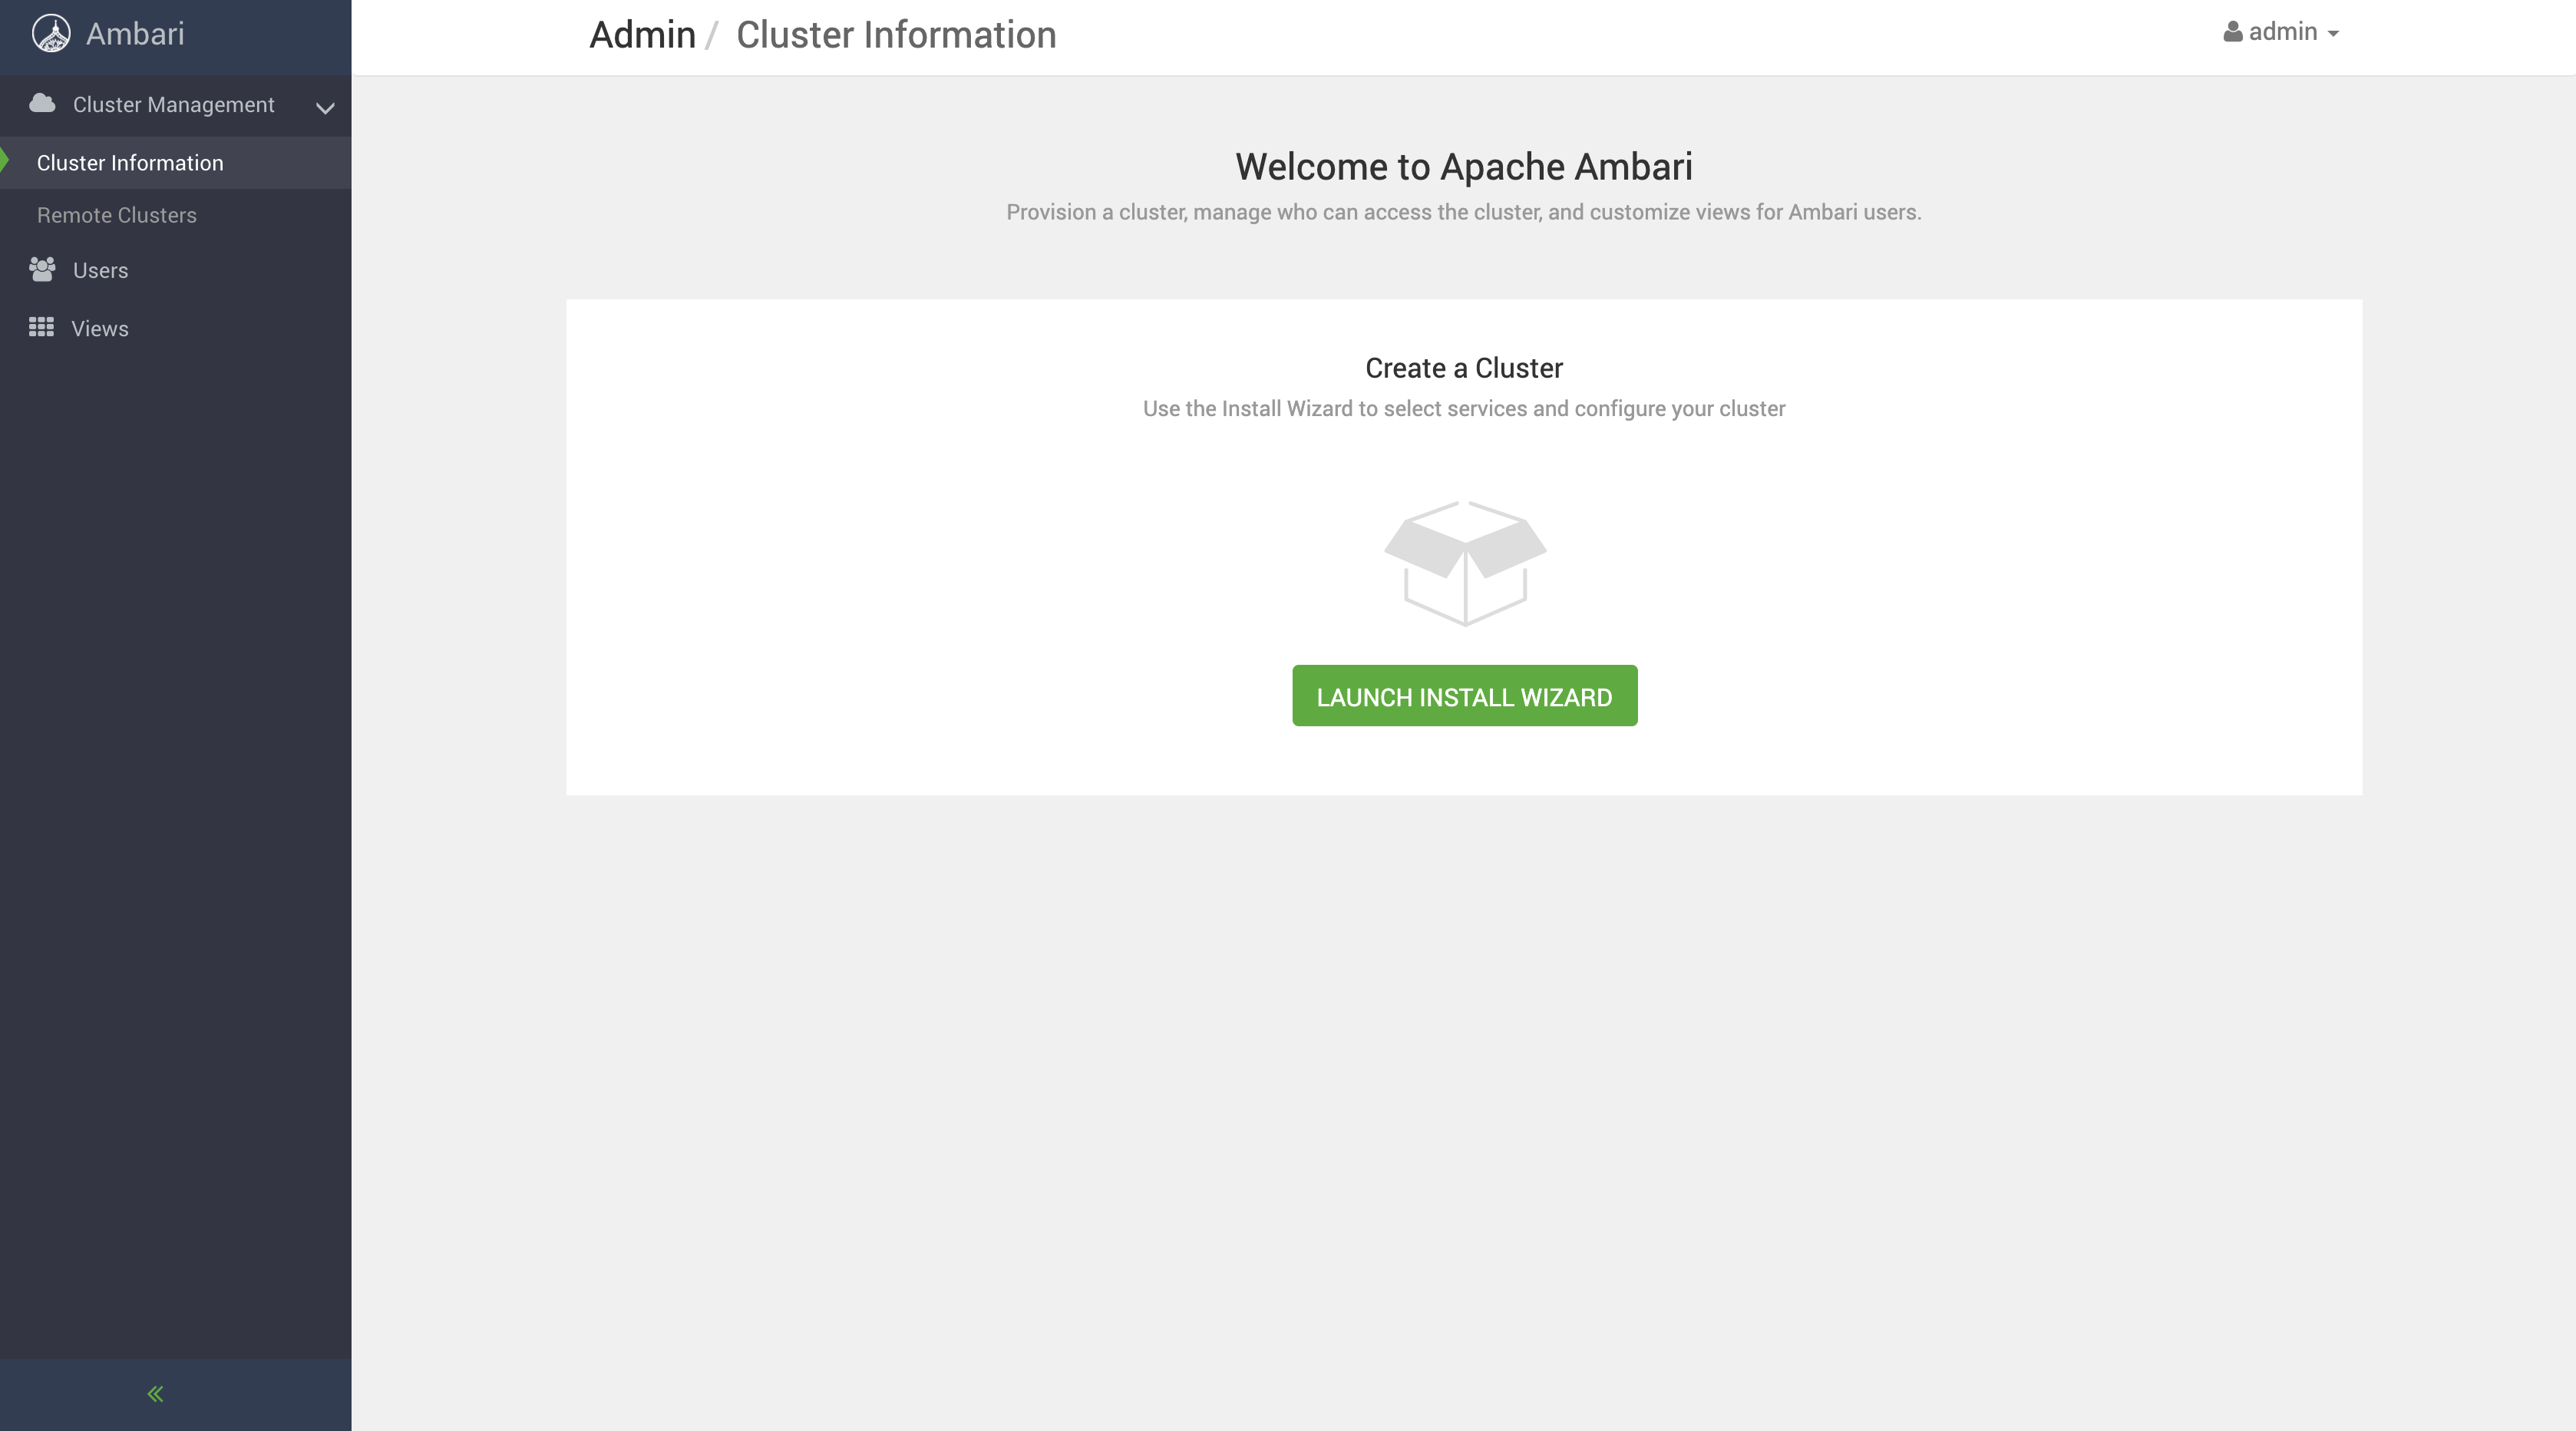 Ambari
Admin / Cluster Information
admin
Cluster Management
Cluster Information
Remote Clusters
Users
Views
Welcome to Apache Ambari
Provision a cluster, manage who can access the cluster, and customize views for Ambari users.
Create a Cluster
Use the Install Wizard to select services and configure your cluster
LAUNCH INSTALL WIZARD